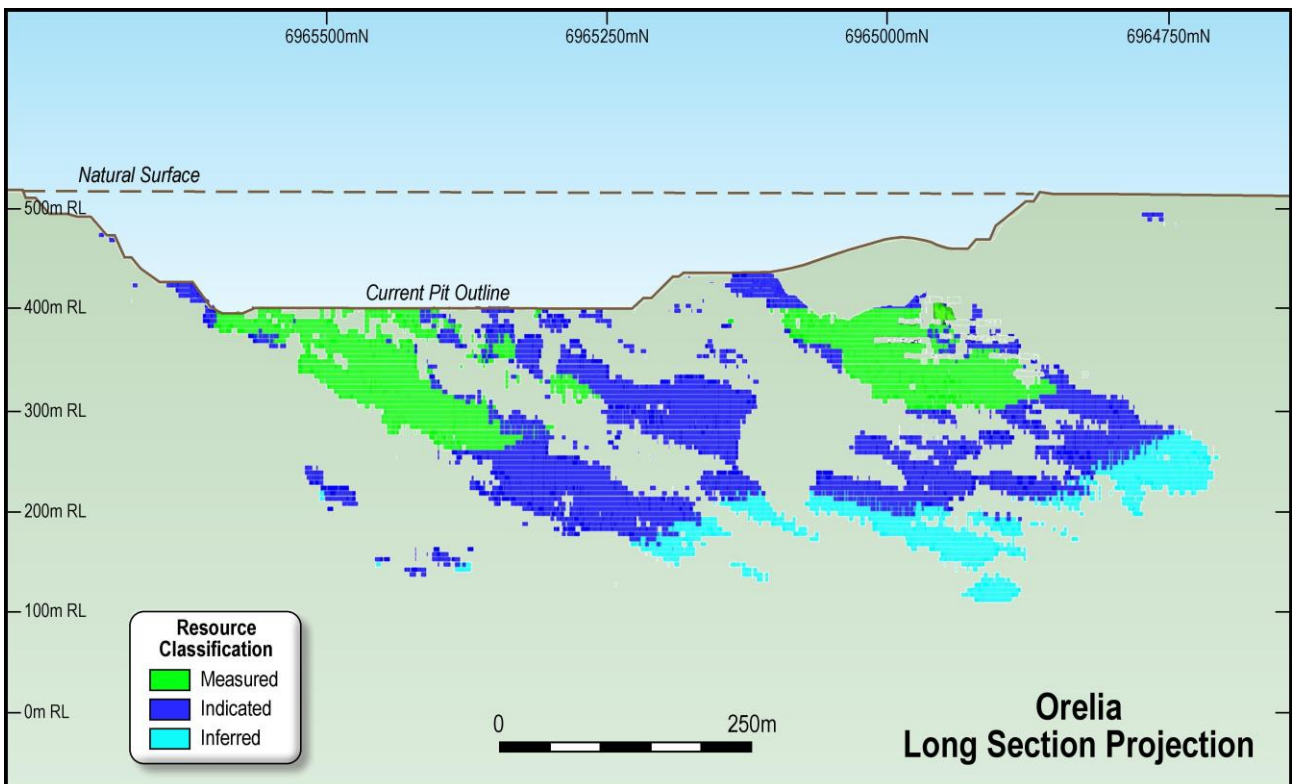 6965500mN 6965250mN 6965000mN 6964750mN
Natural Surface
500m RL
Current Pit Outline
400m RL
300m RL
200m RL
100m RL
Resource
Classification
Measured
Indicated
Inferred
0m RL
0 250m
Orelia
Long Section Projection